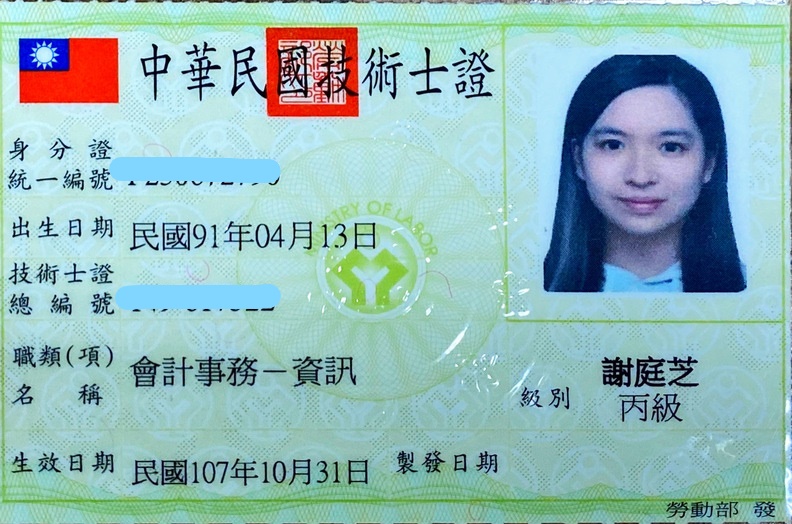 中華民國技術士證
身分證
統一編號
出生日期 民國91年04月13日
MINISTRY OF LABOR
技術士證
總編號
職類(項) 會計事務－資訊
名稱
謝庭芝
級別 丙級
生效日期 民國107年10月31日 製發日期
勞動部 發